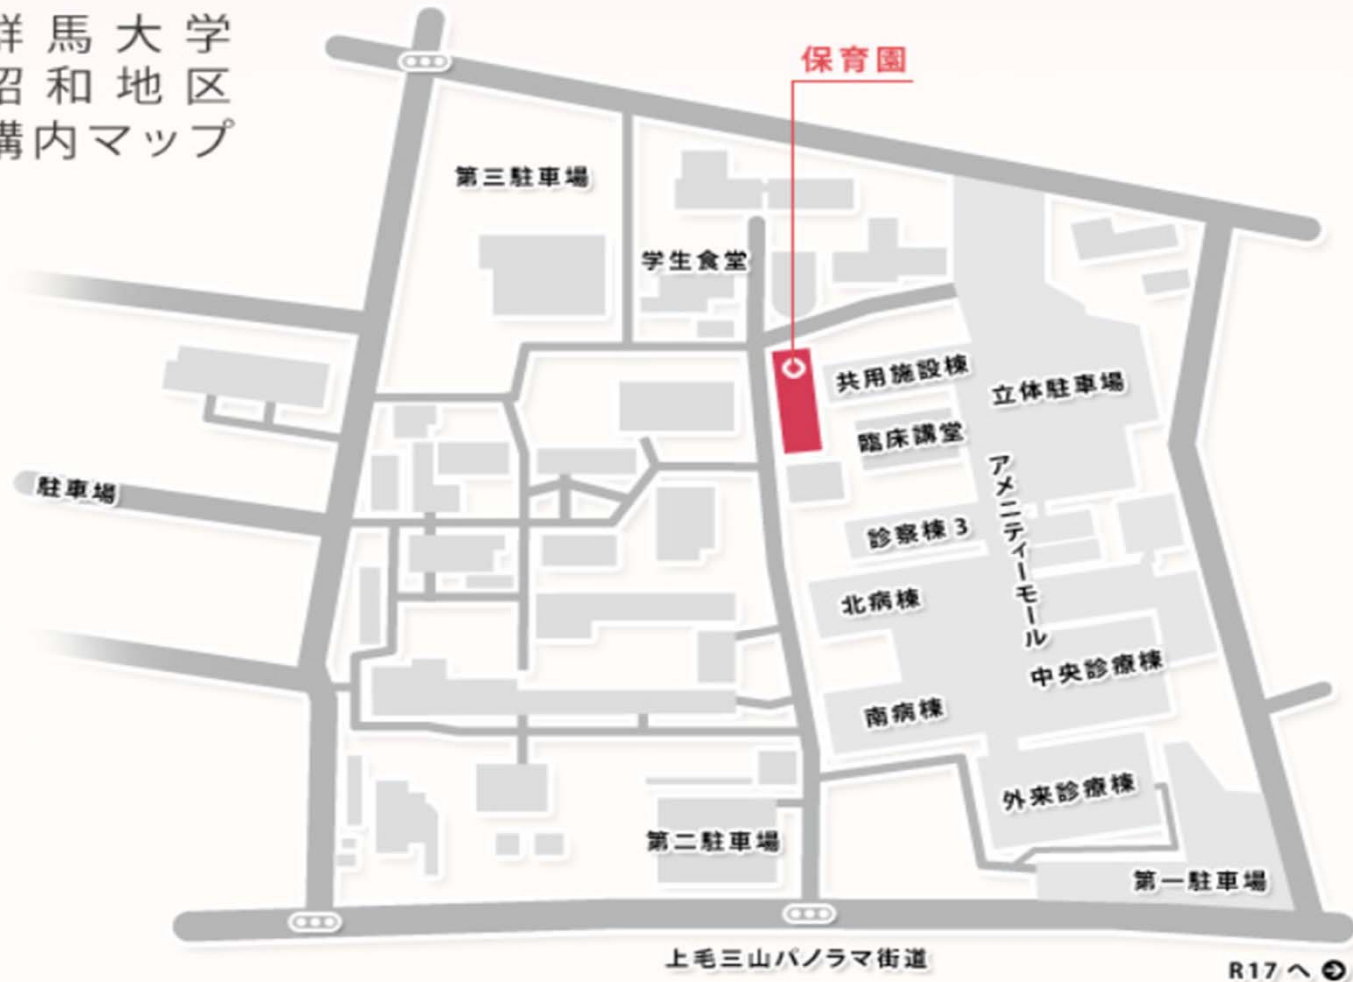 群馬大学
昭和地区
構内マップ
保育園
第三駐車場
学生食堂
共用施設棟
立体駐車場
臨床講堂
アメニティーモール
駐車場
診察棟3
北病棟
中央診療棟
南病棟
外来診療棟
第二駐車場
第一駐車場
上毛三山パノラマ街道
R17へ